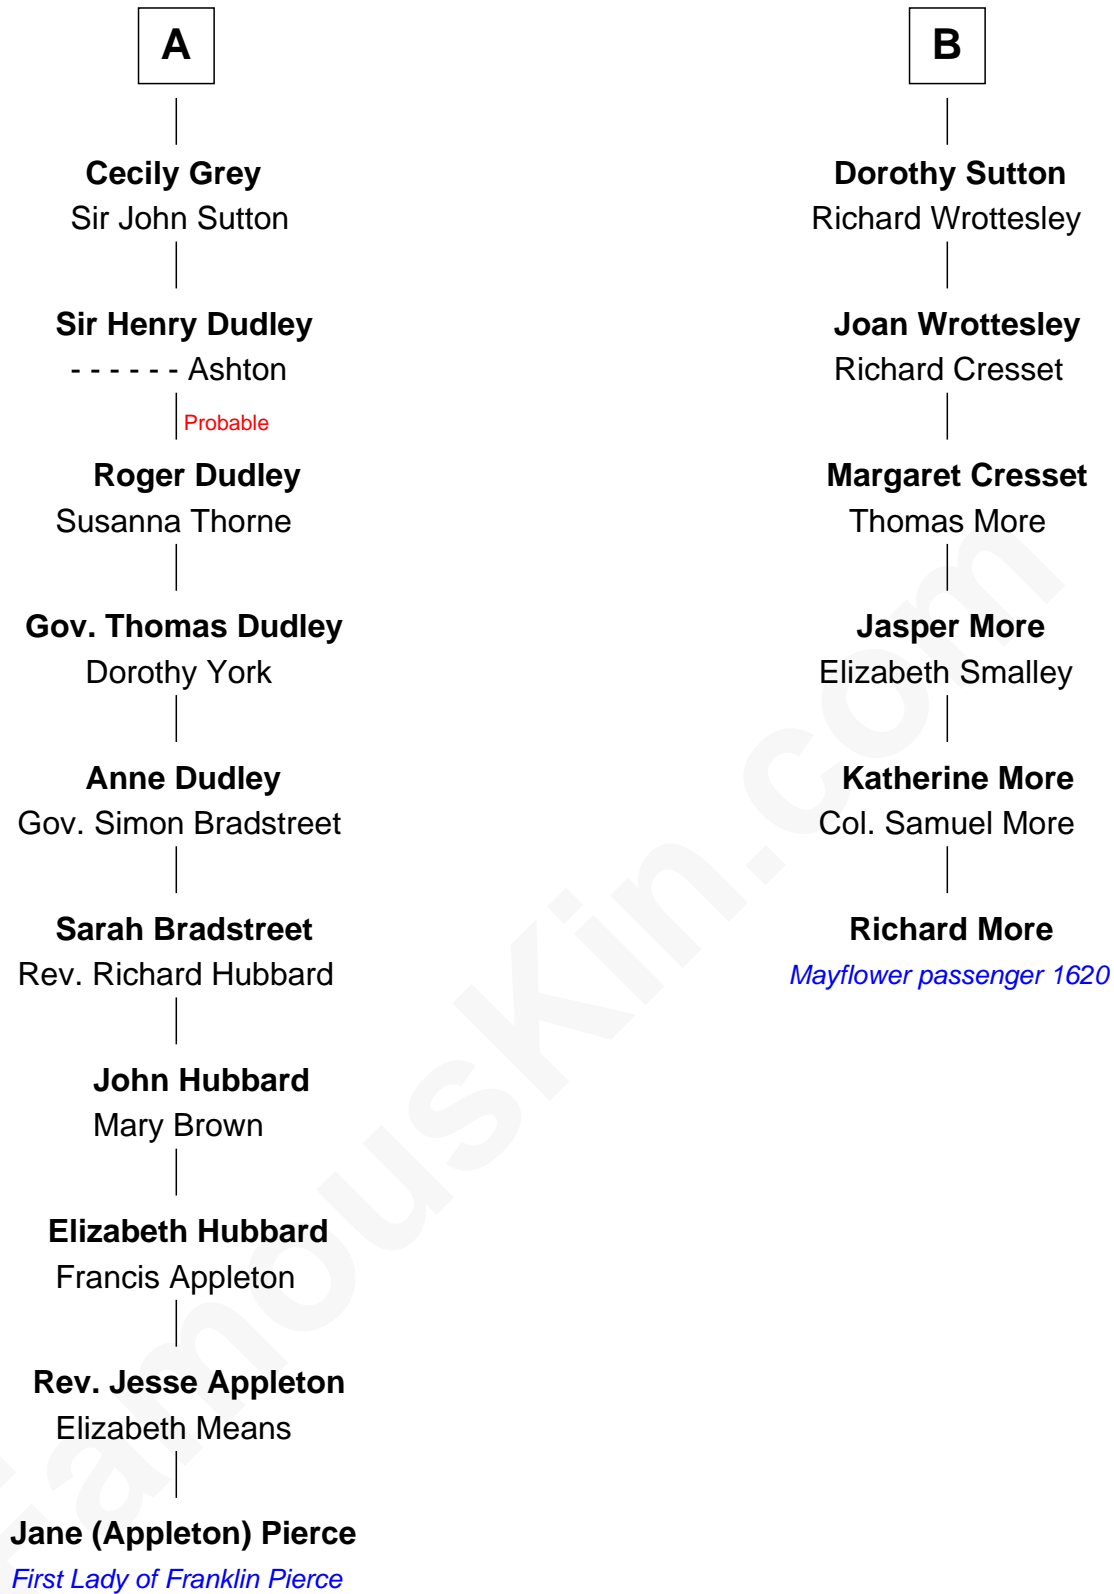 A
Cecily Grey
Sir John Sutton
Sir Henry Dudley
- - - - - - Ashton
Probable
Roger Dudley
Susanna Thorne
Gov. Thomas Dudley
Dorothy York
Anne Dudley
Gov. Simon Bradstreet
Sarah Bradstreet
Rev. Richard Hubbard
John Hubbard
Mary Brown
Elizabeth Hubbard
Francis Appleton
Rev. Jesse Appleton
Elizabeth Means
Jane (Appleton) Pierce
First Lady of Franklin Pierce
B
Dorothy Sutton
Richard Wrottesley
Joan Wrottesley
Richard Cresset
Margaret Cresset
Thomas More
Jasper More
Elizabeth Smalley
Katherine More
Col. Samuel More
Richard More
Mayflower passenger 1620
FamousKin.com